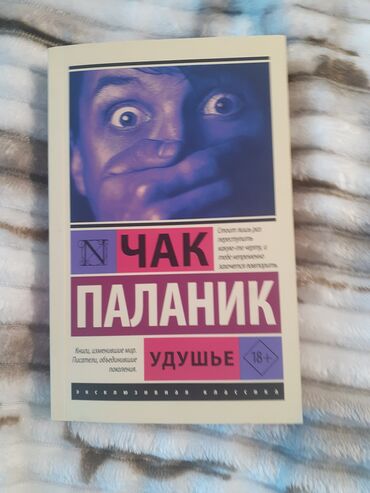 N
ЧАК
Стоит лишь раз
переступить
какую-то черту, и
тебе непременно
захочется повторить.
ПАЛАНИК
Книги, изменившие мир.
Писатели, объединившие
поколения.
УДУШЬЕ
18+
эксклюзивная классика